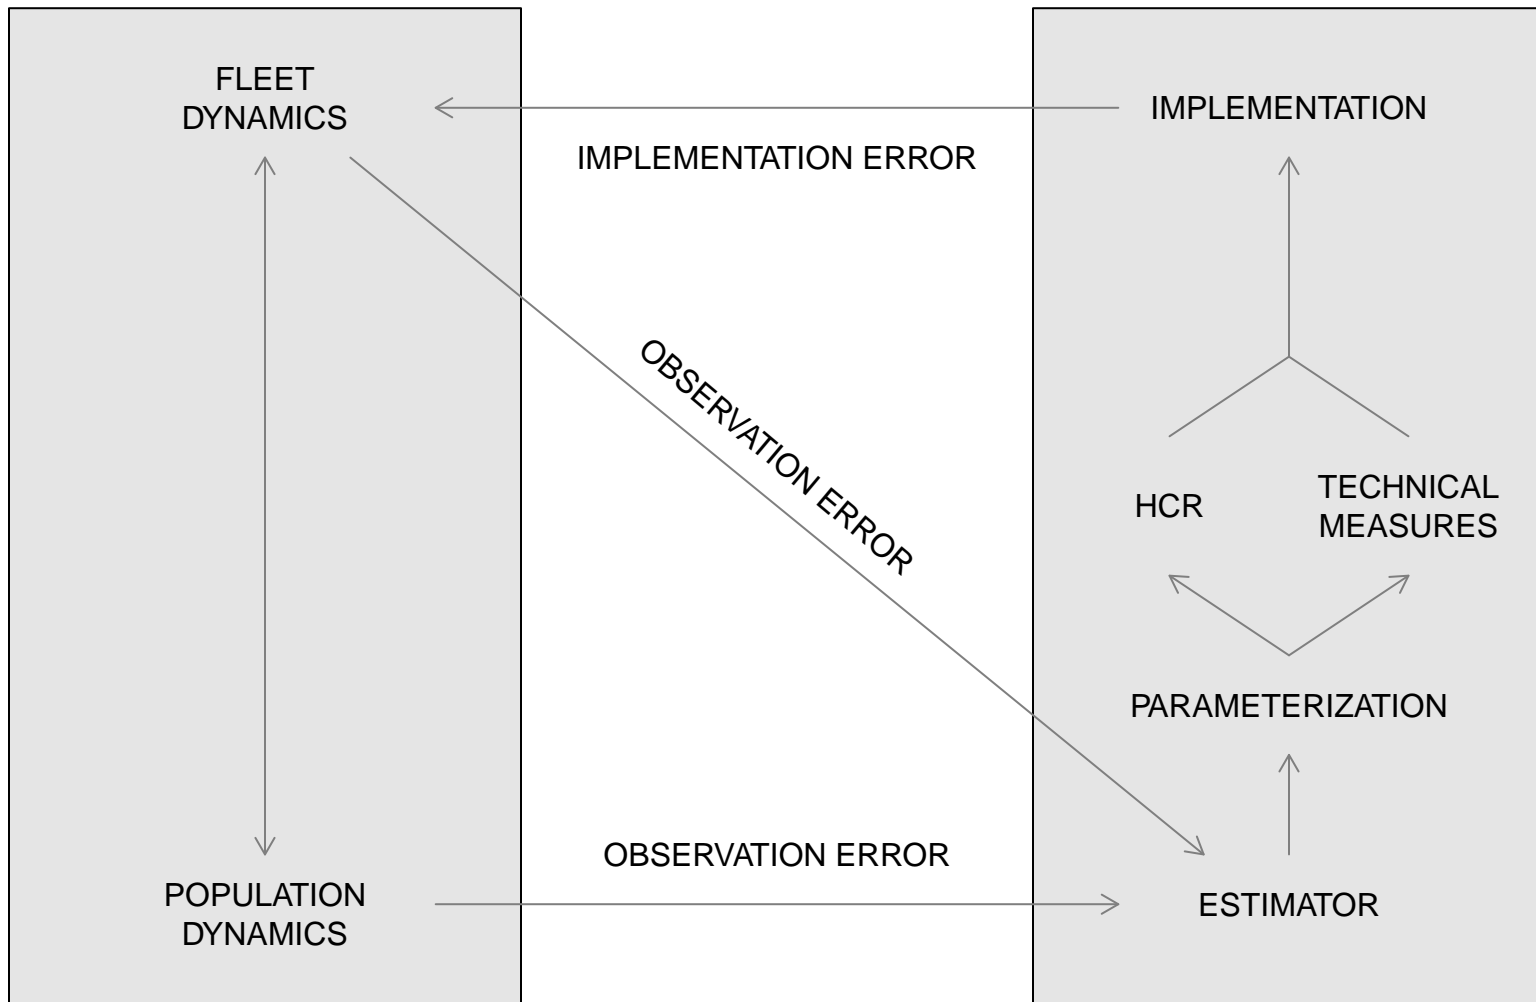 FLEET
DYNAMICS
IMPLEMENTATION
IMPLEMENTATION ERROR
OBSERVATION ERROR
HCR
TECHNICAL
MEASURES
PARAMETERIZATION
OBSERVATION ERROR
POPULATION
DYNAMICS
ESTIMATOR